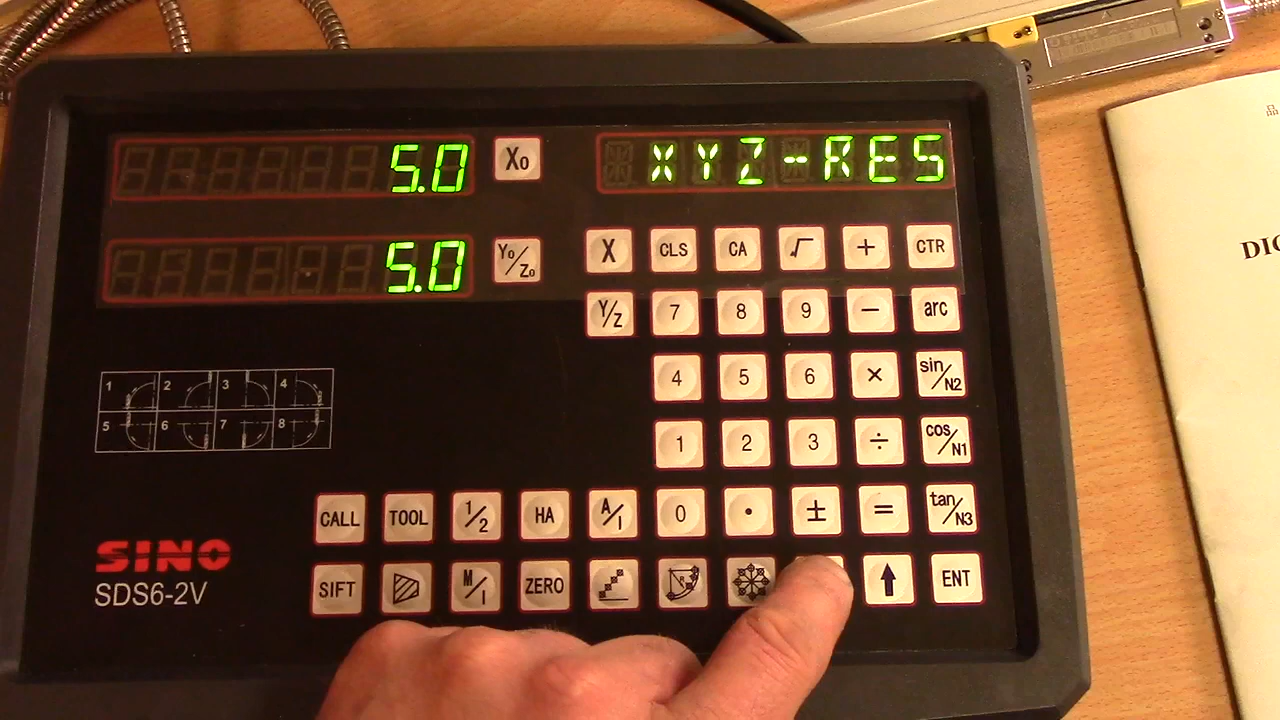 5.0
X₀
XYZ-RES
5.0
Y₀/Z₀
X CLS CA √ + CTR
Y/Z 7 8 9 − arc
4 5 6 × sin/N2
1 2 3 ÷ cos/N1
1 2 3 4
5 6 7 8
CALL TOOL 1/2 HA A/I 0 • ± = tan/N3
SINO
SDS6-2V
SIFT M/I ZERO R ↑ ENT
DIG